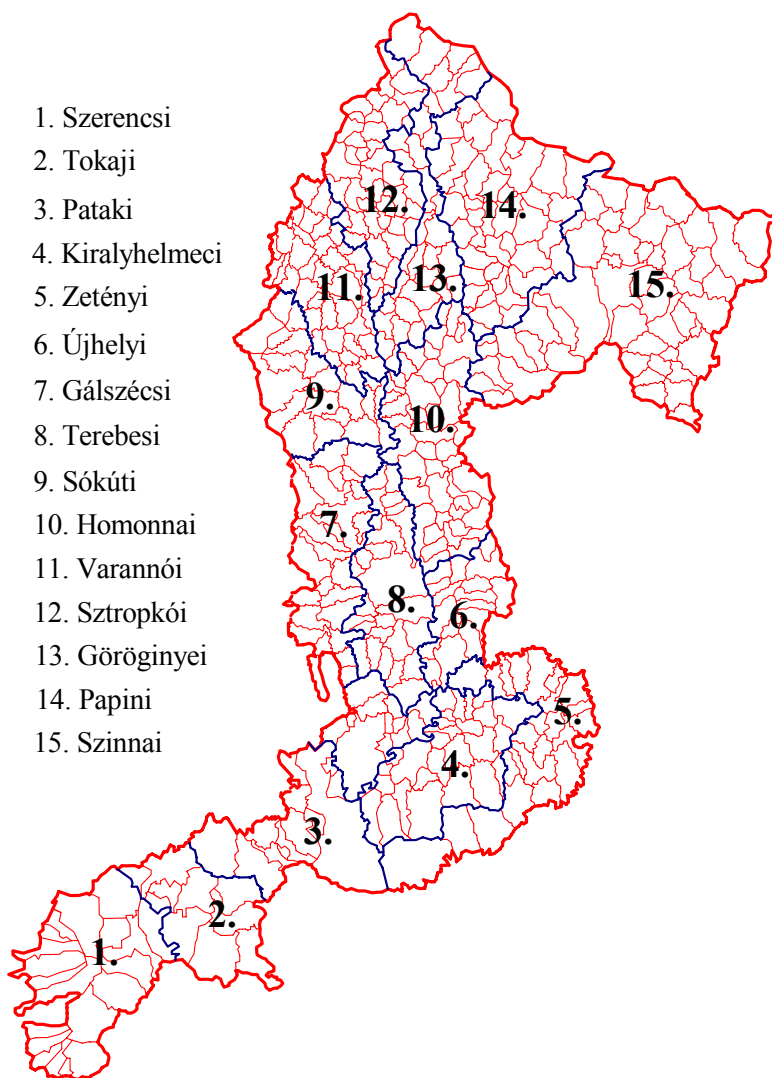 1. Szerencsi
2. Tokaji
3. Pataki
4. Kiralyhelmeci
5. Zetényi
6. Újhelyi
7. Gálszécsi
8. Terebesi
9. Sókúti
10. Homonnai
11. Varannói
12. Sztropkói
13. Göröginyei
14. Papini
15. Szinnai
12.
14.
13.
11.
15.
9.
10.
7.
8.
6.
5.
4.
3.
2.
1.